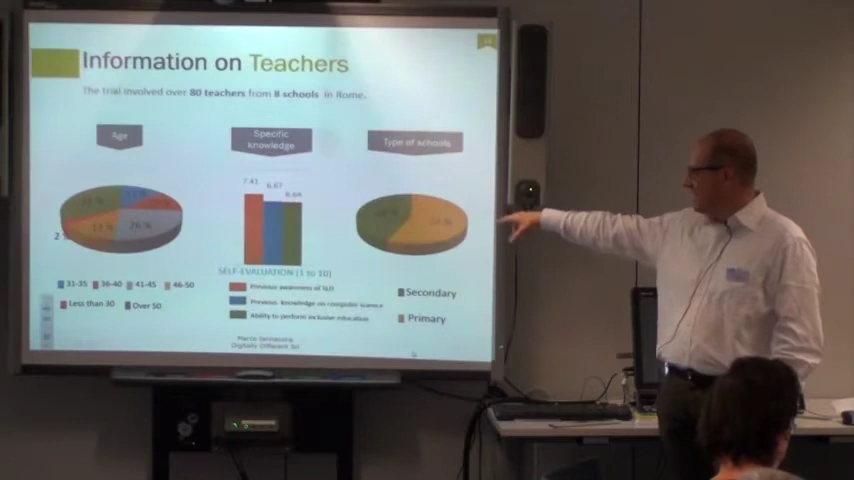 Information on Teachers
The trial involved over 80 teachers from 8 schools in Rome.
Age
Specific knowledge
Type of schools
7.41
6.67
6.64
26 %
SELF-EVALUATION (1 to 10)
Previous awareness of SLD
Previous knowledge on computer science
Ability to perform inclusive education
31-35
36-40
41-45
46-50
Less than 30
Over 50
Secondary
Primary
Digitally Different